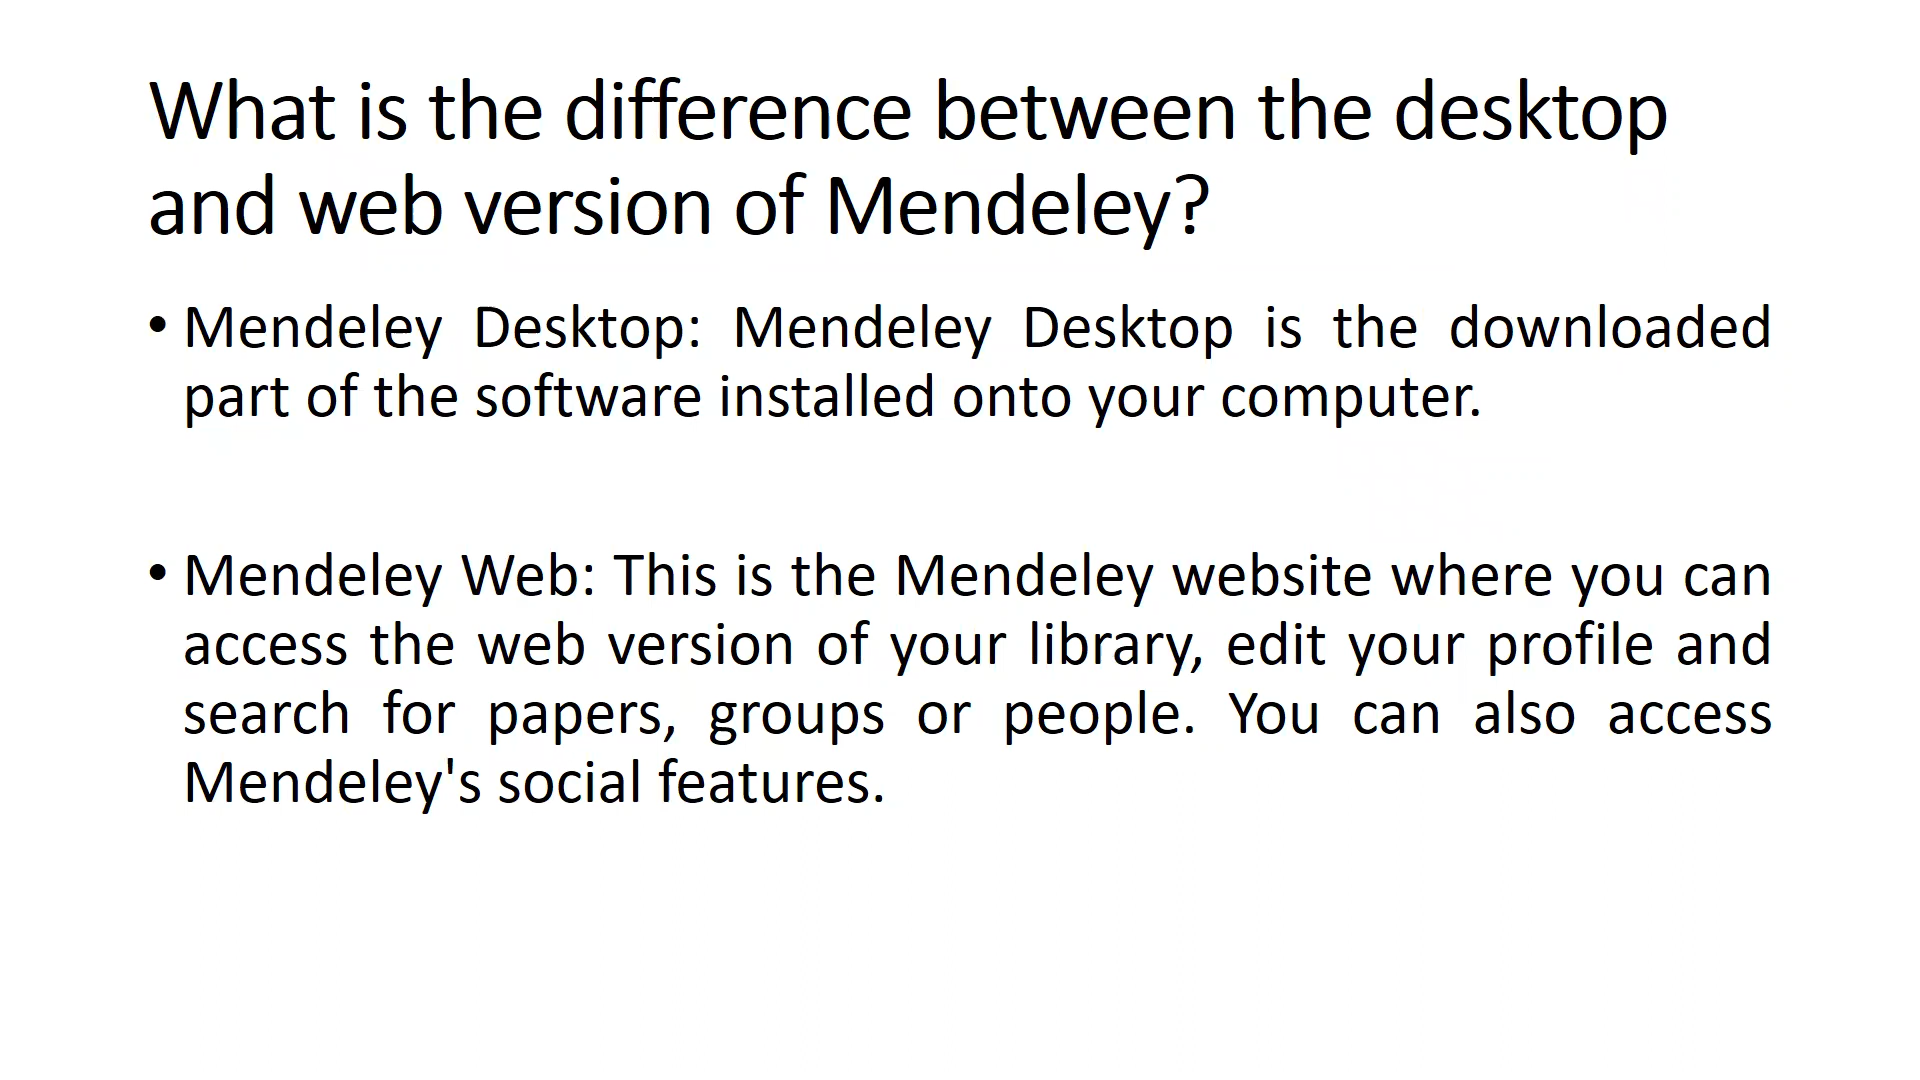 What is the difference between the desktop
and web version of Mendeley?
• Mendeley Desktop: Mendeley Desktop is the downloaded
part of the software installed onto your computer.
• Mendeley Web: This is the Mendeley website where you can
access the web version of your library, edit your profile and
search for papers, groups or people. You can also access
Mendeley's social features.